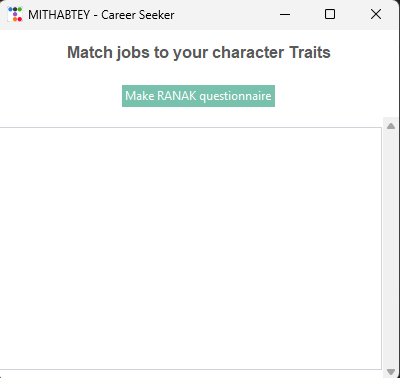 MITHABTEY - Career Seeker
Match jobs to your character Traits
Make RANAK questionnaire